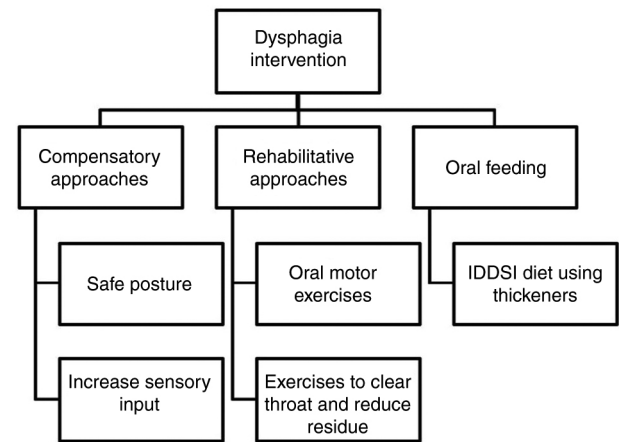 Dysphagia
intervention
Compensatory
approaches
Rehabilitative
approaches
Oral feeding
Safe posture
Oral motor
exercises
IDDSI diet using
thickeners
Increase sensory
input
Exercises to clear
throat and reduce
residue